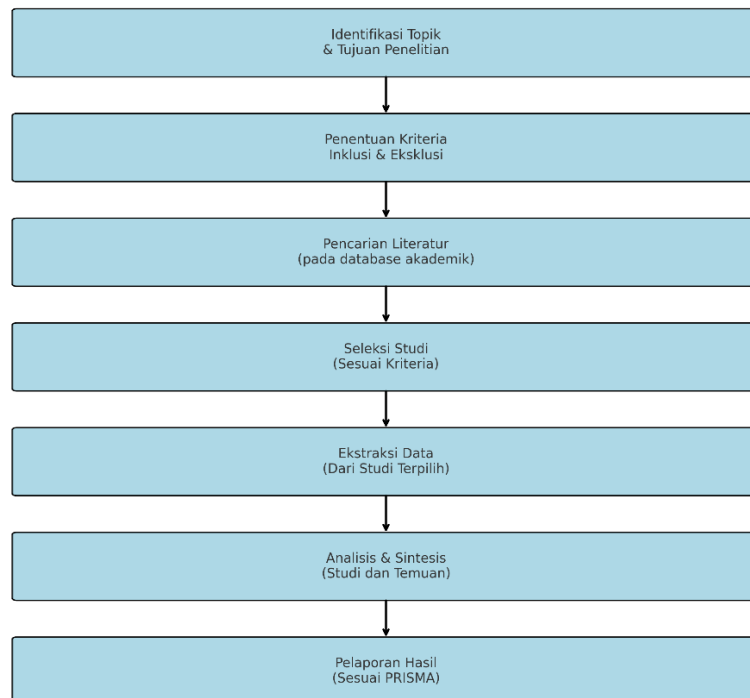 Identifikasi Topik
& Tujuan Penelitian
Penentuan Kriteria
Inklusi & Eksklusi
Pencarian Literatur
(pada database akademik)
Seleksi Studi
(Sesuai Kriteria)
Ekstraksi Data
(Dari Studi Terpilih)
Analisis & Sintesis
(Studi dan Temuan)
Pelaporan Hasil
(Sesuai PRISMA)